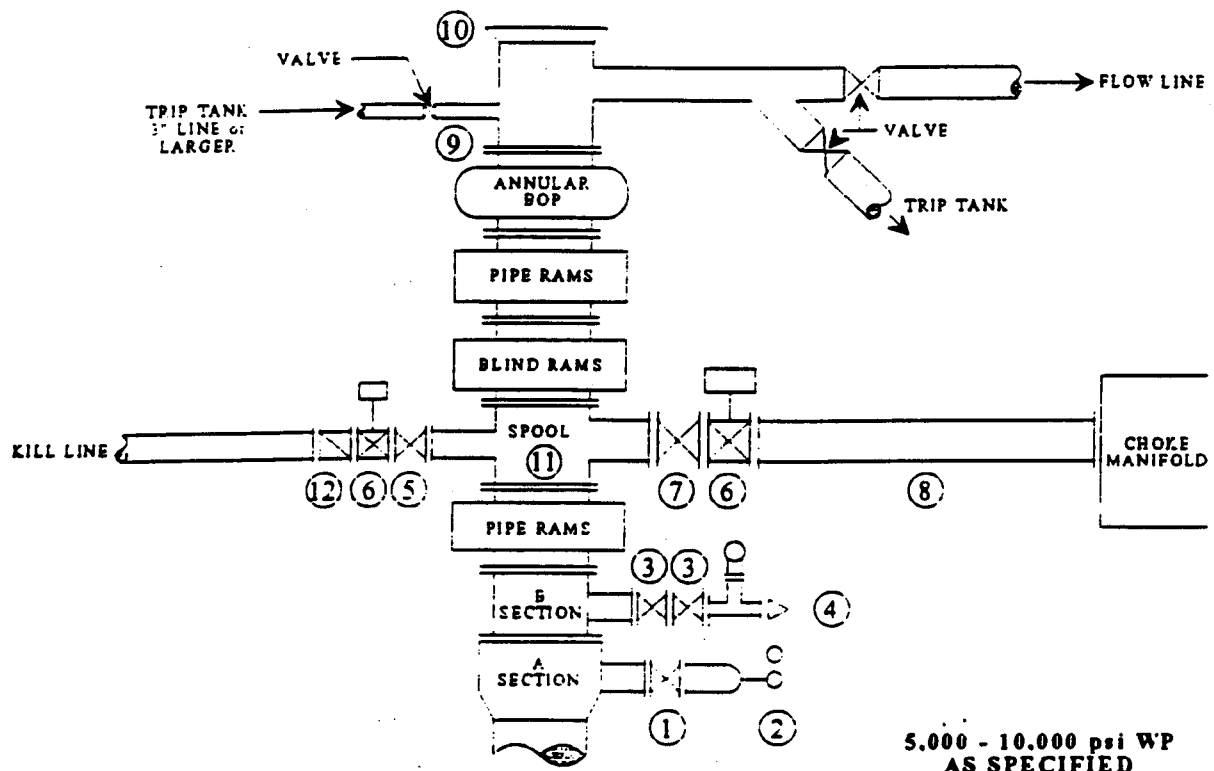 10
VALVE
FLOW LINE
TRIP TANK
3" LINE or
LARGER
9
VALVE
ANNULAR
BOP
TRIP TANK
PIPE RAMS
BLIND RAMS
KILL LINE
SPOOL
11
CHOKE
MANIFOLD
12
6
5
7
6
8
PIPE RAMS
3
3
B
SECTION
4
A
SECTION
1
2
5,000 - 10,000 psi WP
AS SPECIFIED